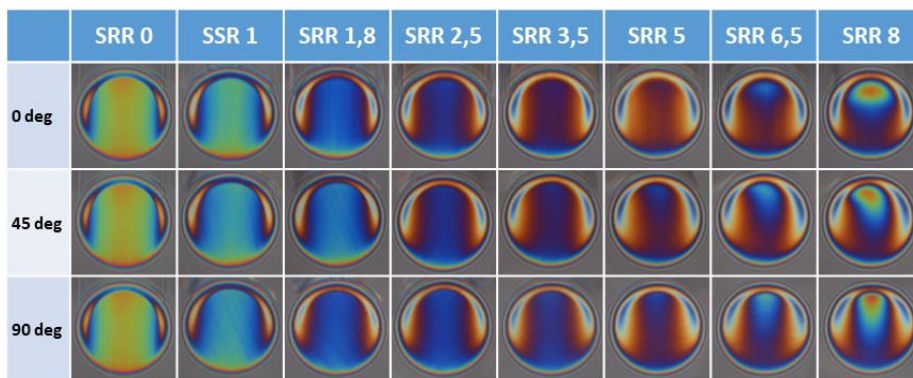 SRR 0 SSR 1 SRR 1,8 SRR 2,5 SRR 3,5 SRR 5 SRR 6,5 SRR 8
0 deg
45 deg
90 deg